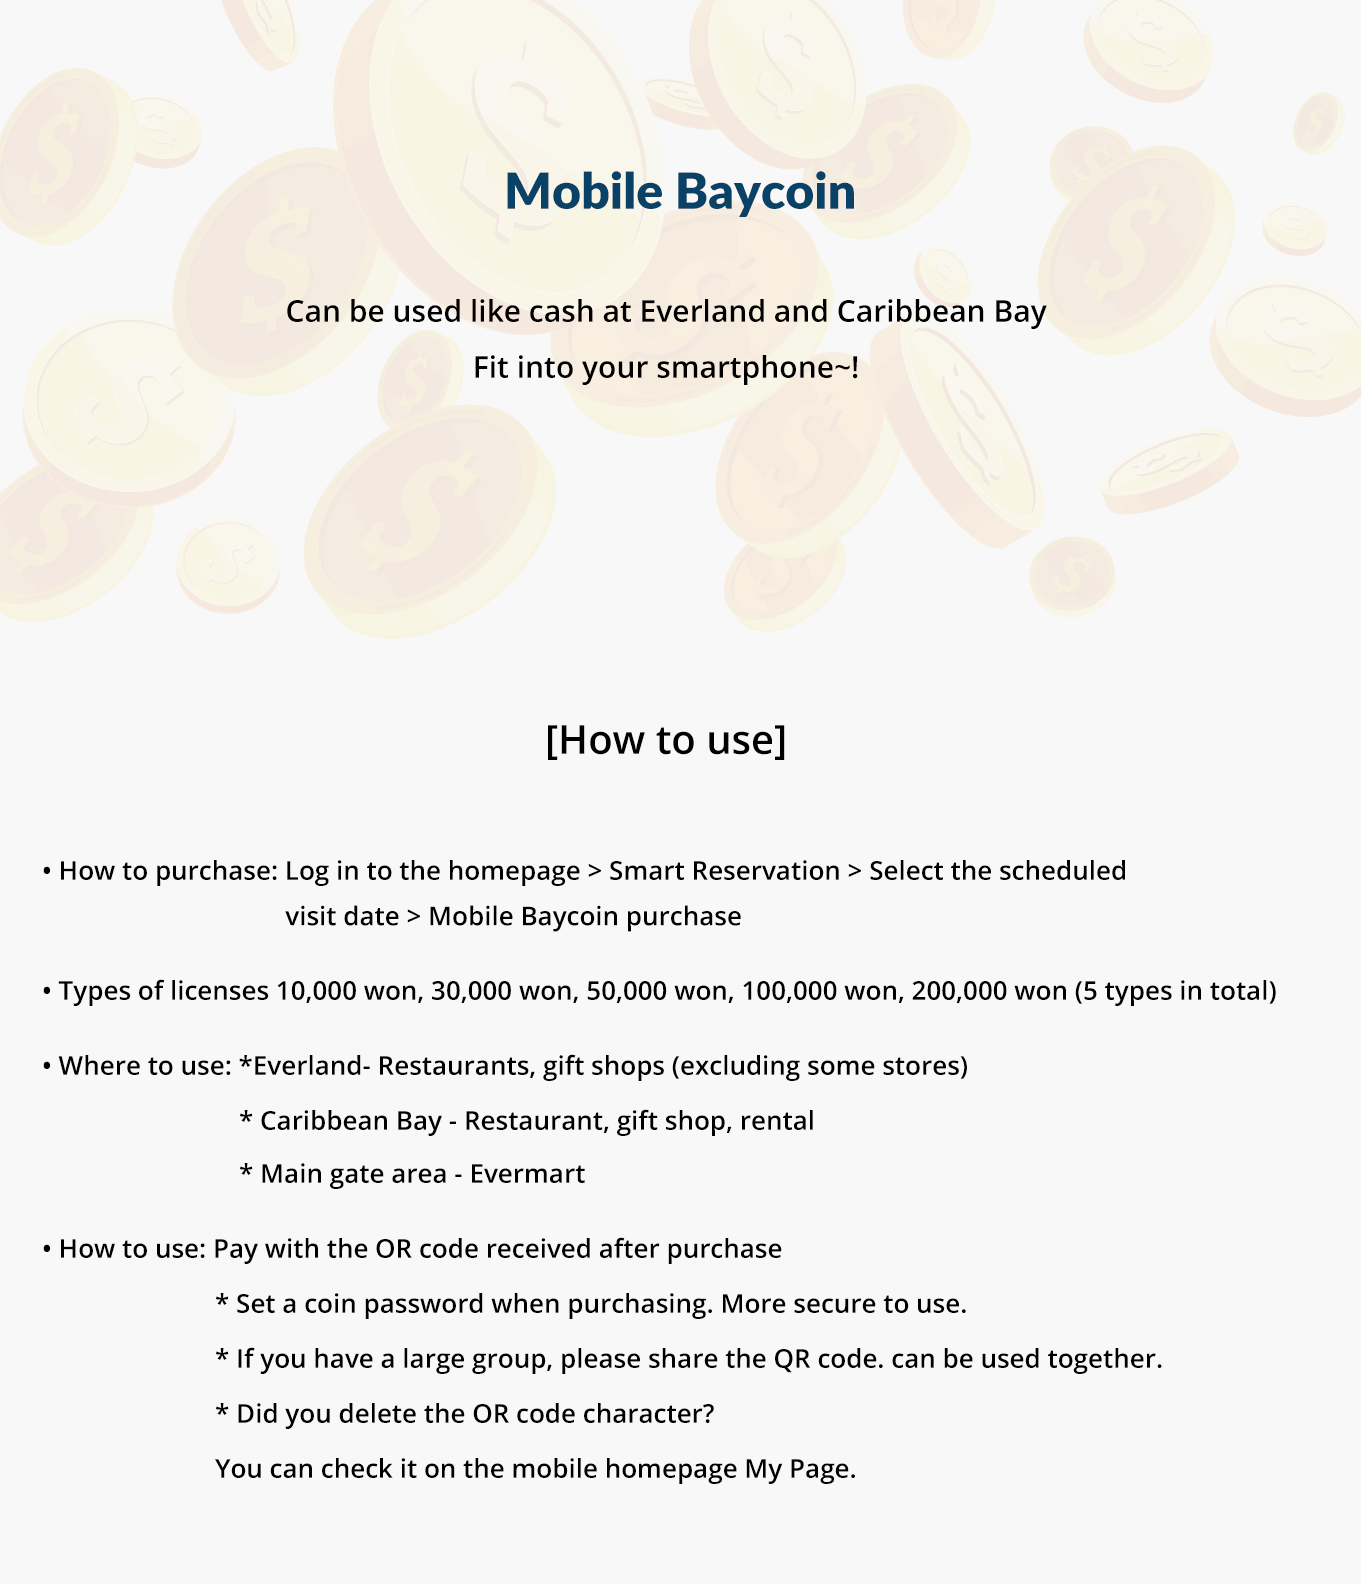 Mobile Baycoin
Can be used like cash at Everland and Caribbean Bay
Fit into your smartphone~!
[How to use]
• How to purchase: Log in to the homepage > Smart Reservation > Select the scheduled
visit date > Mobile Baycoin purchase
• Types of licenses 10,000 won, 30,000 won, 50,000 won, 100,000 won, 200,000 won (5 types in total)
• Where to use: *Everland- Restaurants, gift shops (excluding some stores)
* Caribbean Bay - Restaurant, gift shop, rental
* Main gate area - Evermart
• How to use: Pay with the OR code received after purchase
* Set a coin password when purchasing. More secure to use.
* If you have a large group, please share the QR code. can be used together.
* Did you delete the OR code character?
You can check it on the mobile homepage My Page.